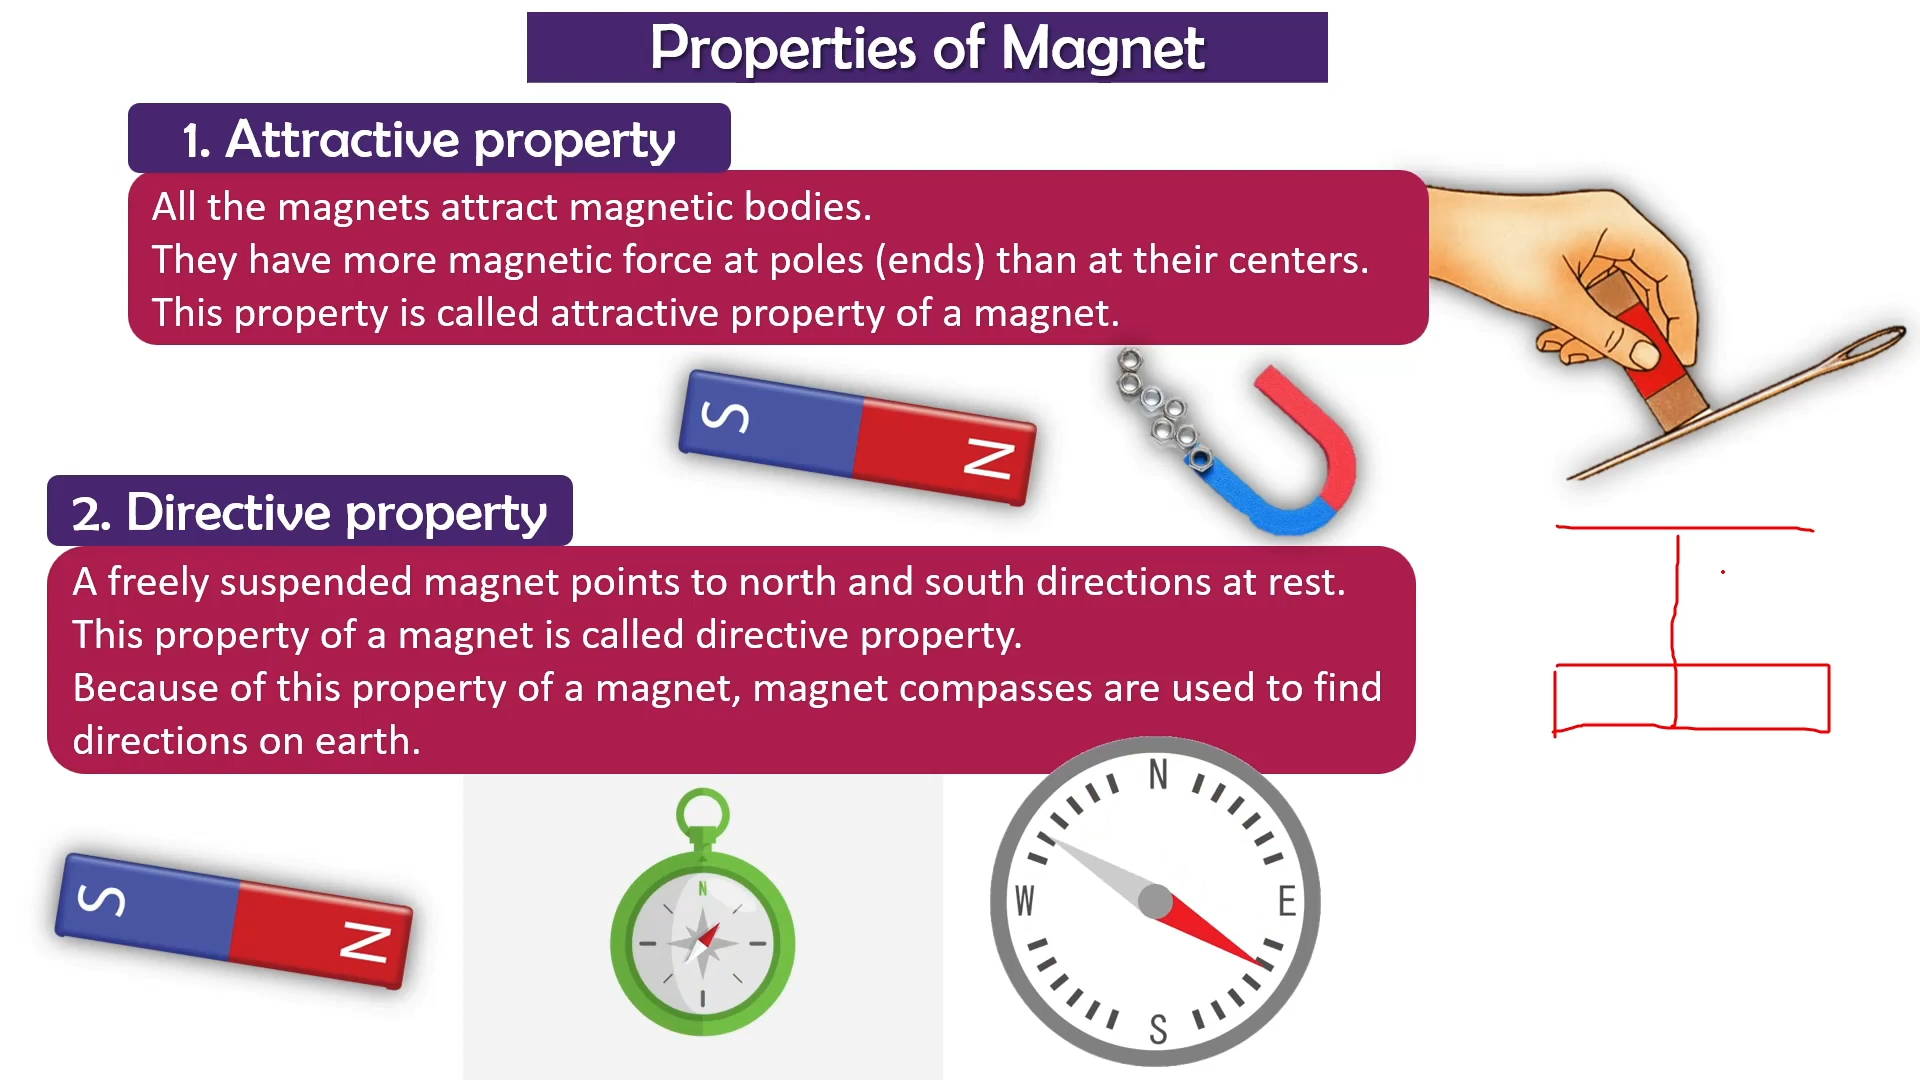 Properties of Magnet
1. Attractive property
All the magnets attract magnetic bodies.
They have more magnetic force at poles (ends) than at their centers.
This property is called attractive property of a magnet.
S
N
2. Directive property
A freely suspended magnet points to north and south directions at rest.
This property of a magnet is called directive property.
Because of this property of a magnet, magnet compasses are used to find
directions on earth.
S
N
N
N
W
E
S